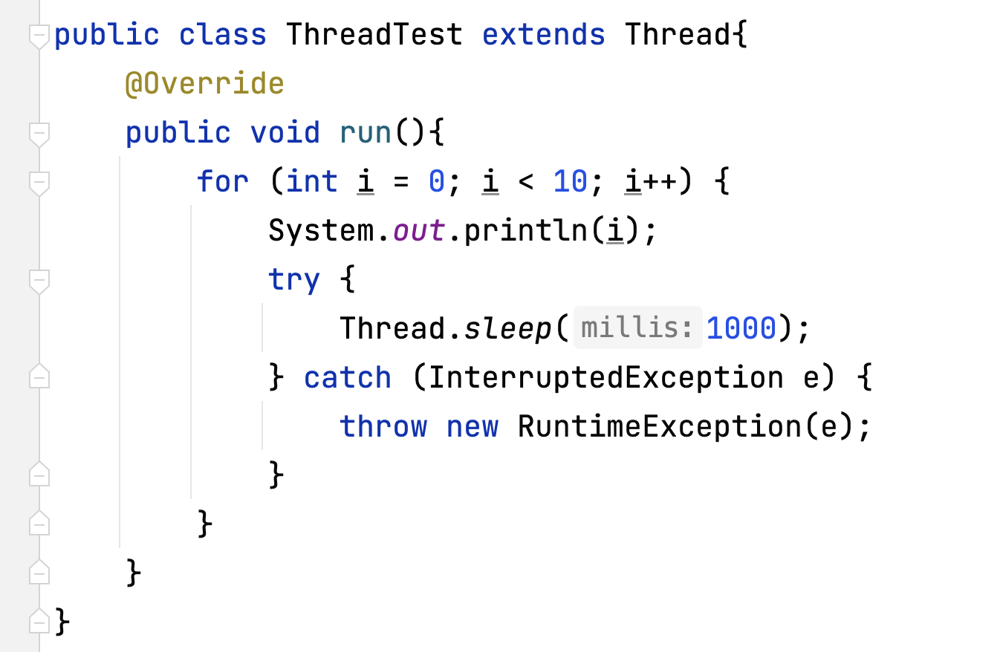 public class ThreadTest extends Thread{
    @Override
    public void run(){
        for (int i = 0; i < 10; i++) {
            System.out.println(i);
            try {
                Thread.sleep( millis: 1000);
            } catch (InterruptedException e) {
                throw new RuntimeException(e);
            }
        }
    }
}